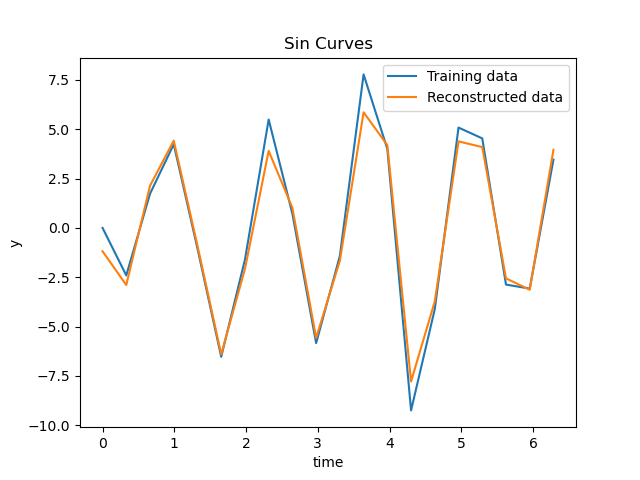 Sin Curves
Training data
Reconstructed data
7.5
5.0
2.5
0.0
−2.5
−5.0
−7.5
−10.0
y
0 1 2 3 4 5 6
time